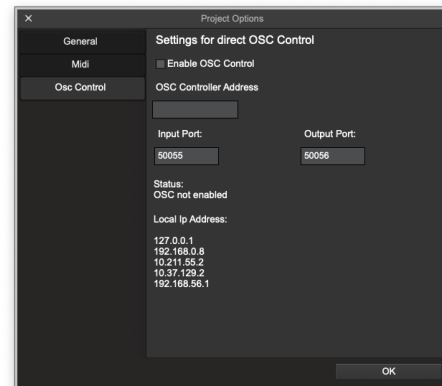 Project Options
General
Midi
Osc Control
Settings for direct OSC Control
Enable OSC Control
OSC Controller Address
Input Port:
Output Port:
50055
50056
Status:
OSC not enabled
Local Ip Address:
127.0.0.1
192.168.0.8
10.211.55.2
10.37.129.2
192.168.56.1
OK